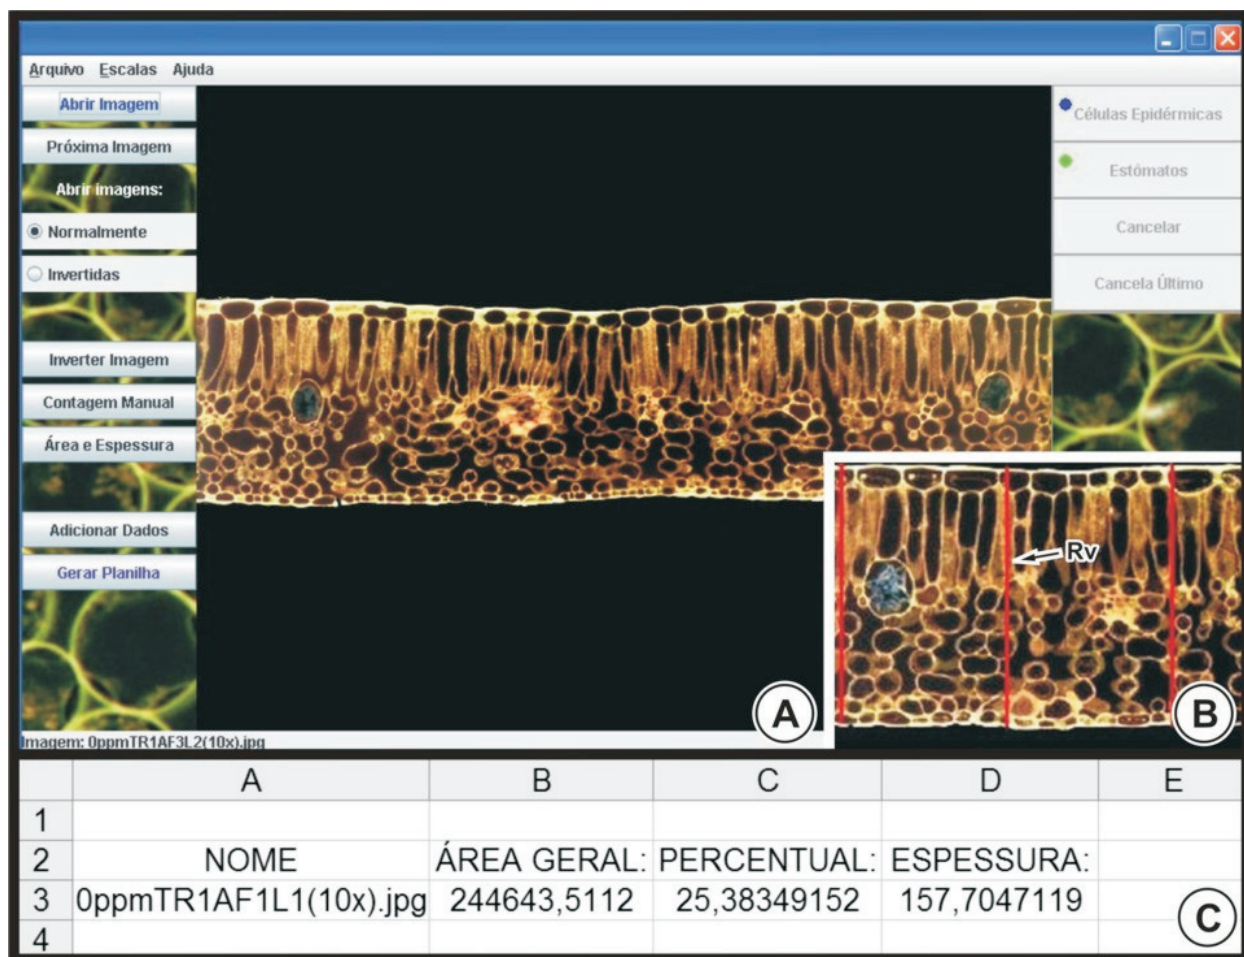 Arquivo Escalas Ajuda
Abrir Imagem
Próxima Imagem
Abrir imagens:
Normalmente
Invertidas
Inverter Imagem
Contagem Manual
Área e Espessura
Adicionar Dados
Gerar Planilha
Células Epidérmicas
Estómatos
Cancelar
Cancela Último
Rv
A
B
Imagem: 0ppmTR1AF3L2(10x).jpg
A B C D E
1
2 NOME ÁREA GERAL: PERCENTUAL: ESPESSURA:
3 0ppmTR1AF1L1(10x).jpg 244643,5112 25,38349152 157,7047119
4
C